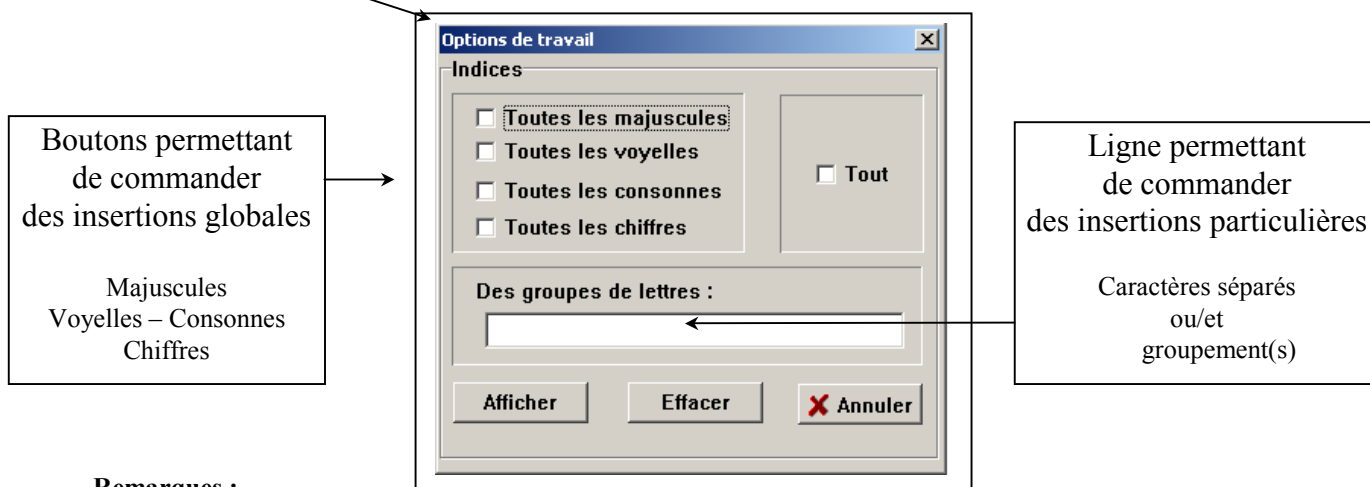 Options de travail
Indices
Toutes les majuscules
Toutes les voyelles
Toutes les consonnes
Toutes les chiffres
Tout
Des groupes de lettres :
Afficher
Effacer
Annuler
Boutons permettant
de commander
des insertions globales
Majuscules
Voyelles – Consonnes
Chiffres
Ligne permettant
de commander
des insertions particulières
Caractères séparés
ou/et
groupement(s)
Remarques :